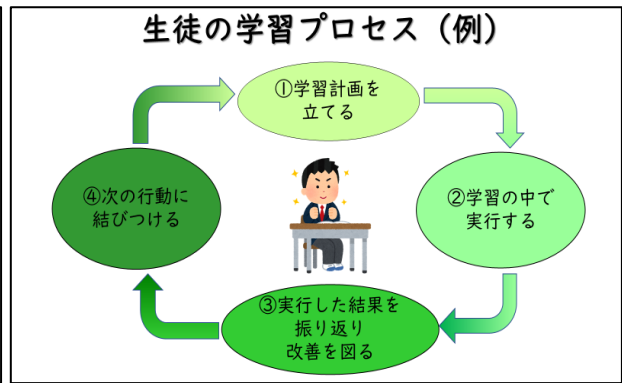 生徒の学習プロセス（例）
①学習計画を
立てる
②学習の中で
実行する
③実行した結果を
振り返り
改善を図る
④次の行動に
結びつける